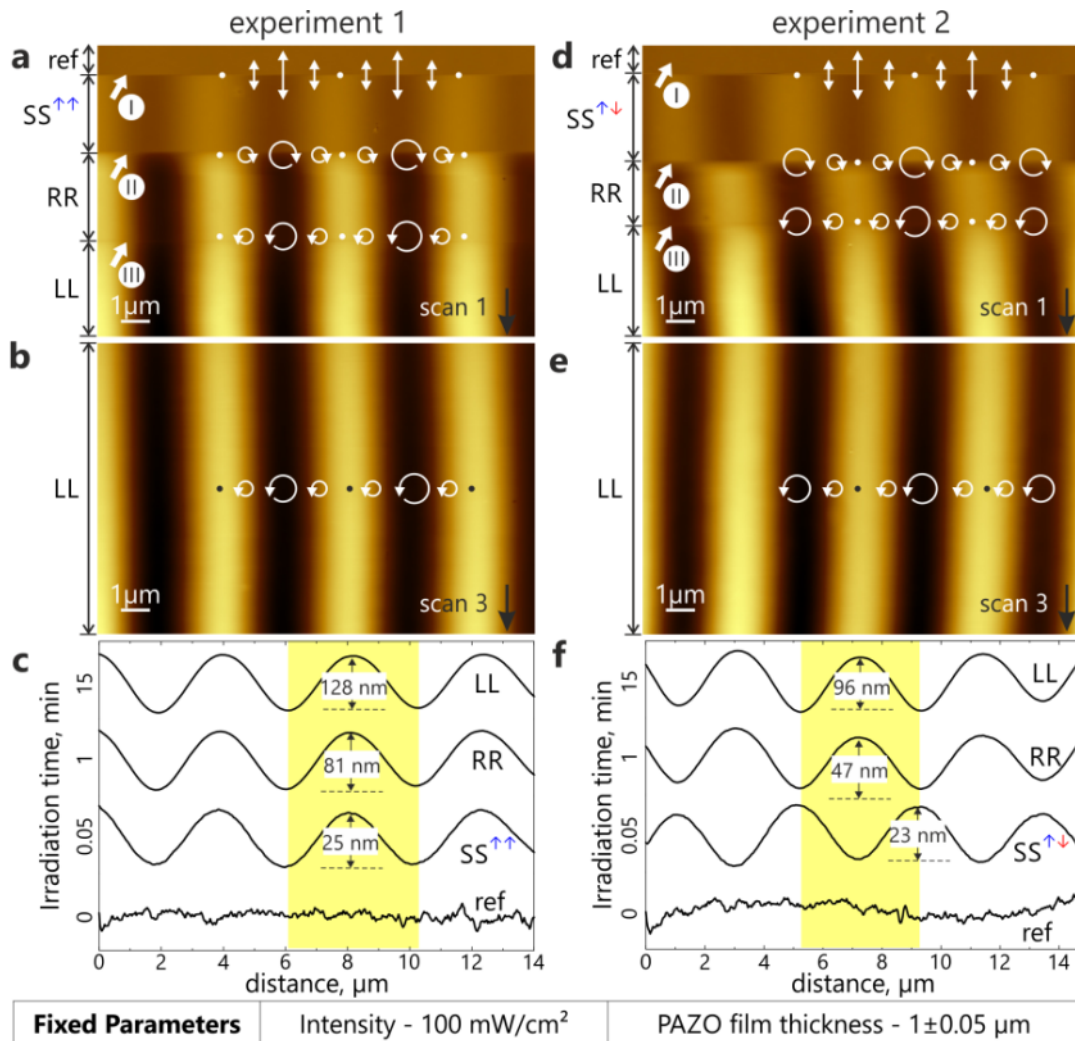 experiment 1
experiment 2
a
ref
SS↑↑
RR
LL
I
II
III
1μm
scan 1
d
SS↑↓
RR
LL
I
II
III
1μm
scan 1
b
LL
1μm
scan 3
e
LL
1μm
scan 3
c
Irradiation time, min
15
1
0.05
0
128 nm
LL
81 nm
RR
25 nm
SS↑↑
ref
0 2 4 6 8 10 12 14
distance, μm
f
Irradiation time, min
15
1
0.05
0
96 nm
LL
47 nm
RR
23 nm
SS↑↓
ref
0 2 4 6 8 10 12 14
distance, μm
Fixed Parameters
Intensity - 100 mW/cm²
PAZO film thickness - 1±0.05 μm